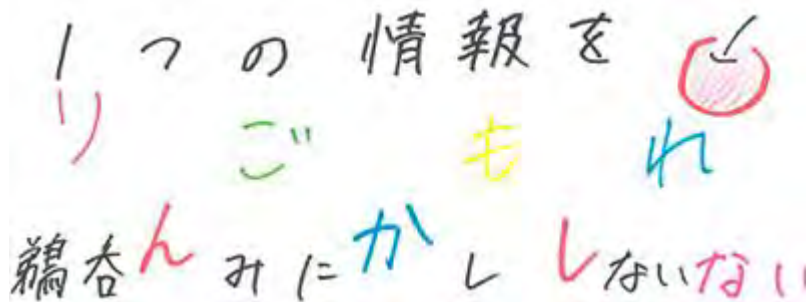 1つの情報を
りごもれ
鵜呑んみにかししないない